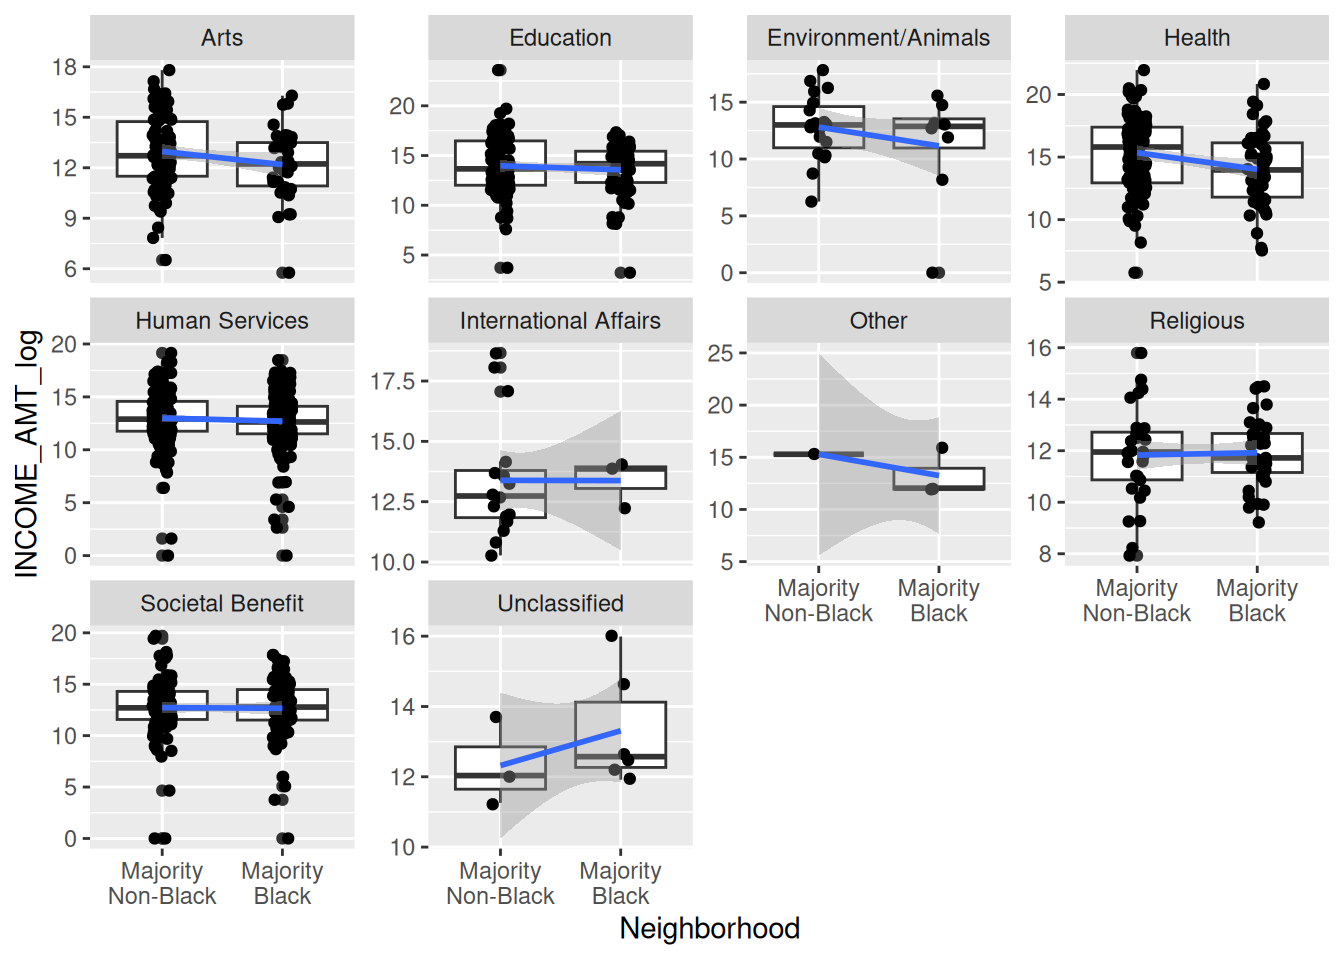 Arts
Education
Environment/Animals
Health
18
15
12
9
6
20
15
10
5
15
10
5
0
20
15
10
5
Human Services
International Affairs
Other
Religious
20
15
10
5
0
17.5
15.0
12.5
10.0
25
20
15
10
5
16
14
12
10
8
Majority
Non-Black
Majority
Black
Majority
Non-Black
Majority
Black
Societal Benefit
Unclassified
20
15
10
5
0
16
14
12
10
Majority
Non-Black
Majority
Black
Majority
Non-Black
Majority
Black
INCOME_AMT_log
Neighborhood